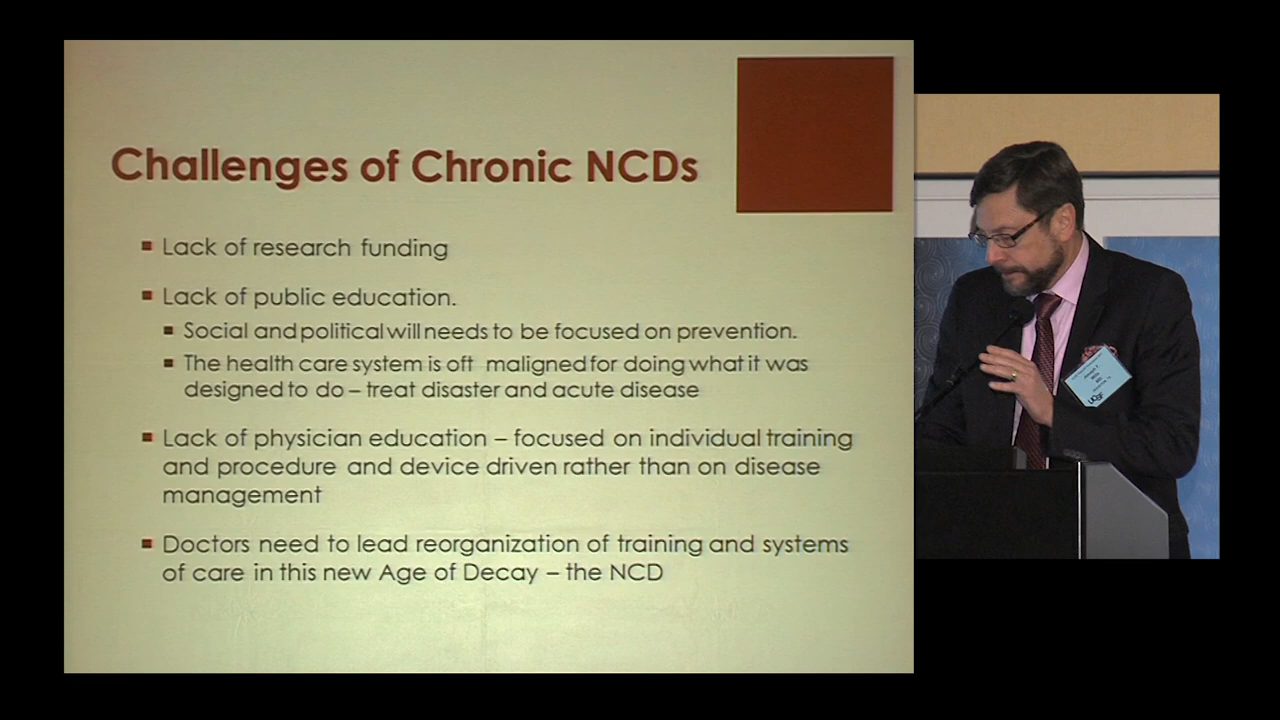 Challenges of Chronic NCDs
Lack of research funding
Lack of public education.
Social and political will needs to be focused on prevention.
The health care system is oft maligned for doing what it was
designed to do – treat disaster and acute disease
Lack of physician education – focused on individual training
and procedure and device driven rather than on disease
management
Doctors need to lead reorganization of training and systems
of care in this new Age of Decay – the NCD
UCSF